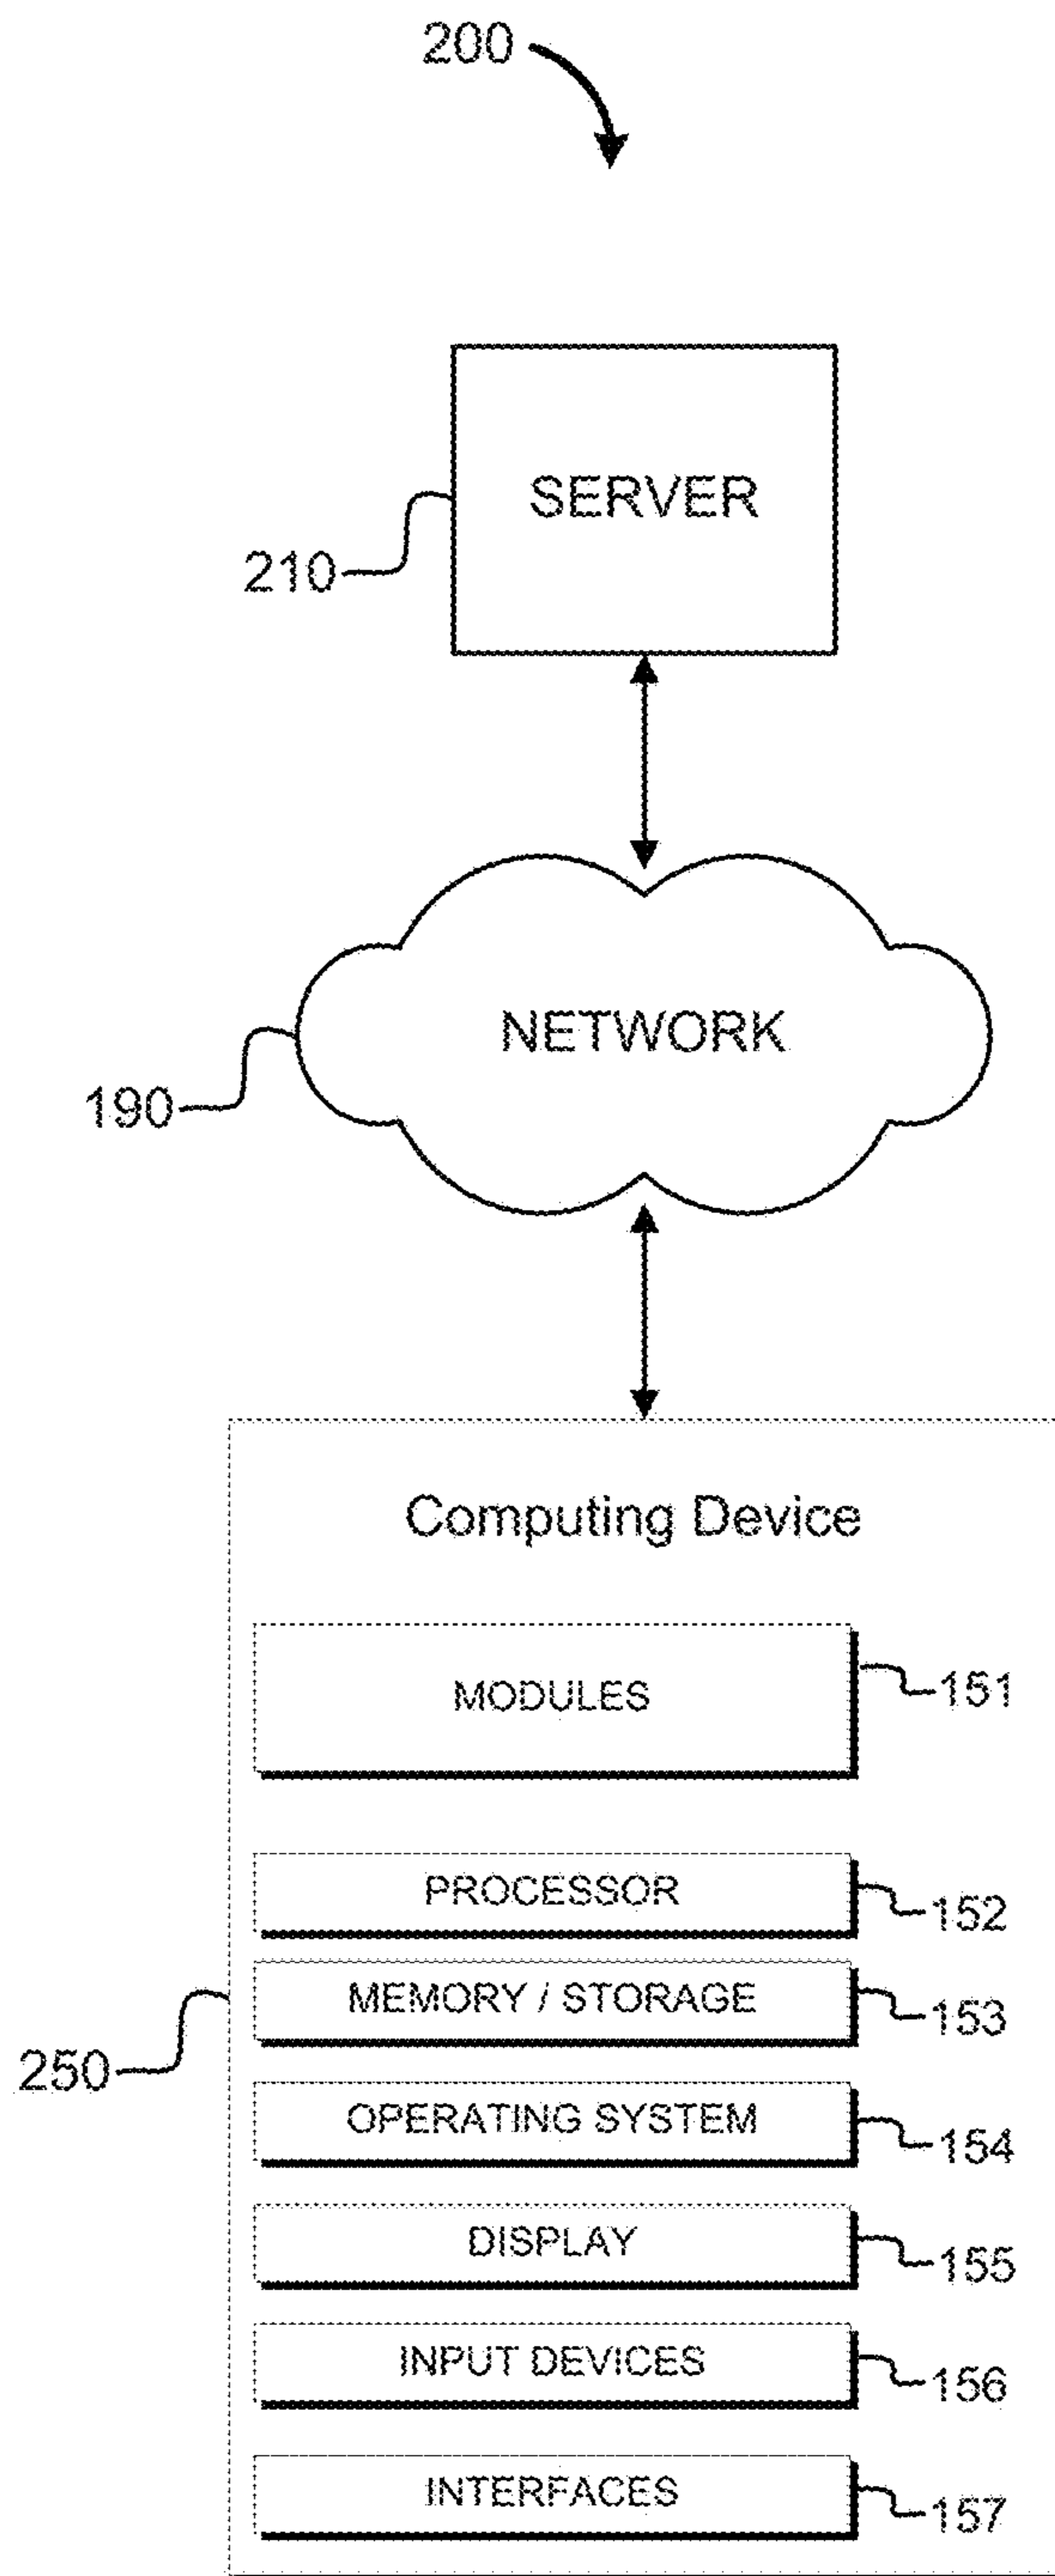 200
SERVER
210
NETWORK
190
Computing Device
MODULES
151
PROCESSOR
152
MEMORY / STORAGE
153
250
OPERATING SYSTEM
154
DISPLAY
155
INPUT DEVICES
156
INTERFACES
157